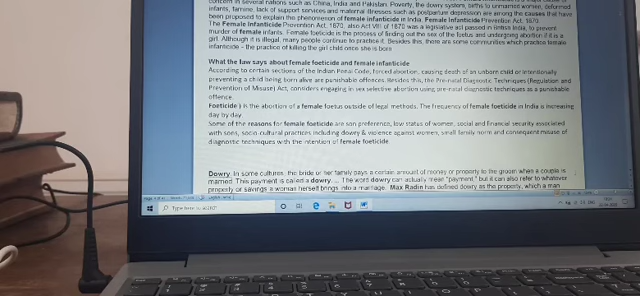 concern in several nations such as China, India and Pakistan. Poverty, the dowry system, births to unmarried women, deformed
infants, famine, lack of support services and maternal illnesses such as postpartum depression are among the causes that have
been proposed to explain the phenomenon of female infanticide in India. Female Infanticide Prevention Act, 1870.
The Female Infanticide Prevention Act, 1870, also Act VIII of 1870 was a legislative act passed in British India, to prevent
murder of female infants. Female foeticide is the process of finding out the sex of the foetus and undergoing abortion if it is a
girl. Although it is illegal, many people continue to practice it. Besides this, there are some communities which practice female
infanticide – the practice of killing the girl child once she is born
What the law says about female foeticide and female infanticide
According to certain sections of the Indian Penal Code, forced abortion, causing death of an unborn child or intentionally
preventing a child being born alive are punishable offences. Besides this, the Pre-natal Diagnostic Techniques (Regulation and
Prevention of Misuse) Act, considers engaging in sex selective abortion using pre-natal diagnostic techniques as a punishable
offence.
Foeticide ) is the abortion of a female foetus outside of legal methods. The frequency of female foeticide in India is increasing
day by day
Some of the reasons for female foeticide are son preference, low status of women, social and financial security associated
with sons, socio-cultural practices including dowry & violence against women, small family norm and consequent misuse of
diagnostic techniques with the intention of female foeticide.
Dowry. In some cultures, the bride or her family pays a certain amount of money or property to the groom when a couple is
married. This payment is called a dowry. ... The word dowry can actually mean "payment," but it can also refer to whatever
property or savings a woman herself brings into a marriage. Max Radin has defined dowry as the property, which a man
Type here to search